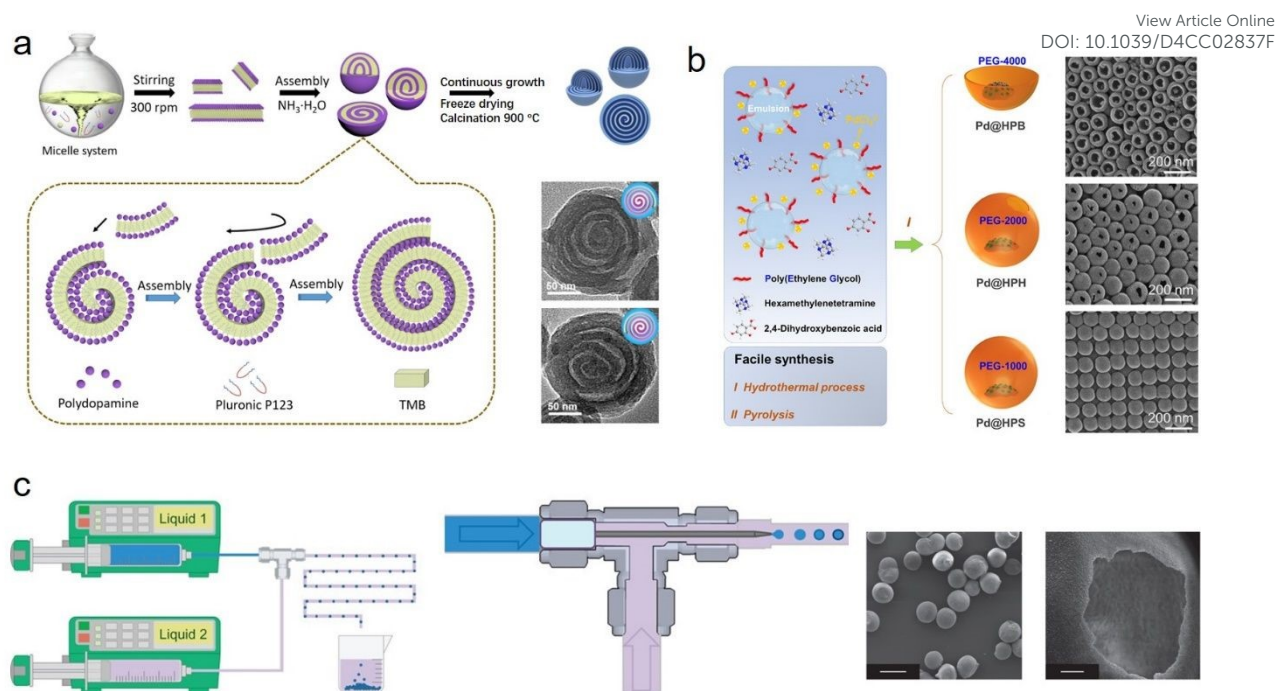 View Article Online
DOI: 10.1039/D4CC02837F
a
Stirring
300 rpm
Assembly
NH₃·H₂O
Continuous growth
Freeze drying
Calcination 900 °C
Micelle system
Assembly
Assembly
Polydopamine
Pluronic P123
TMB
50 nm
50 nm
b
Emulsion
Poly(Ethylene Glycol)
Hexamethylenetetramine
2,4-Dihydroxybenzoic acid
Facile synthesis
I Hydrothermal process
II Pyrolysis
I
PEG-4000
Pd@HPB
200 nm
PEG-2000
Pd@HPH
200 nm
PEG-1000
Pd@HPS
200 nm
c
Liquid 1
Liquid 2